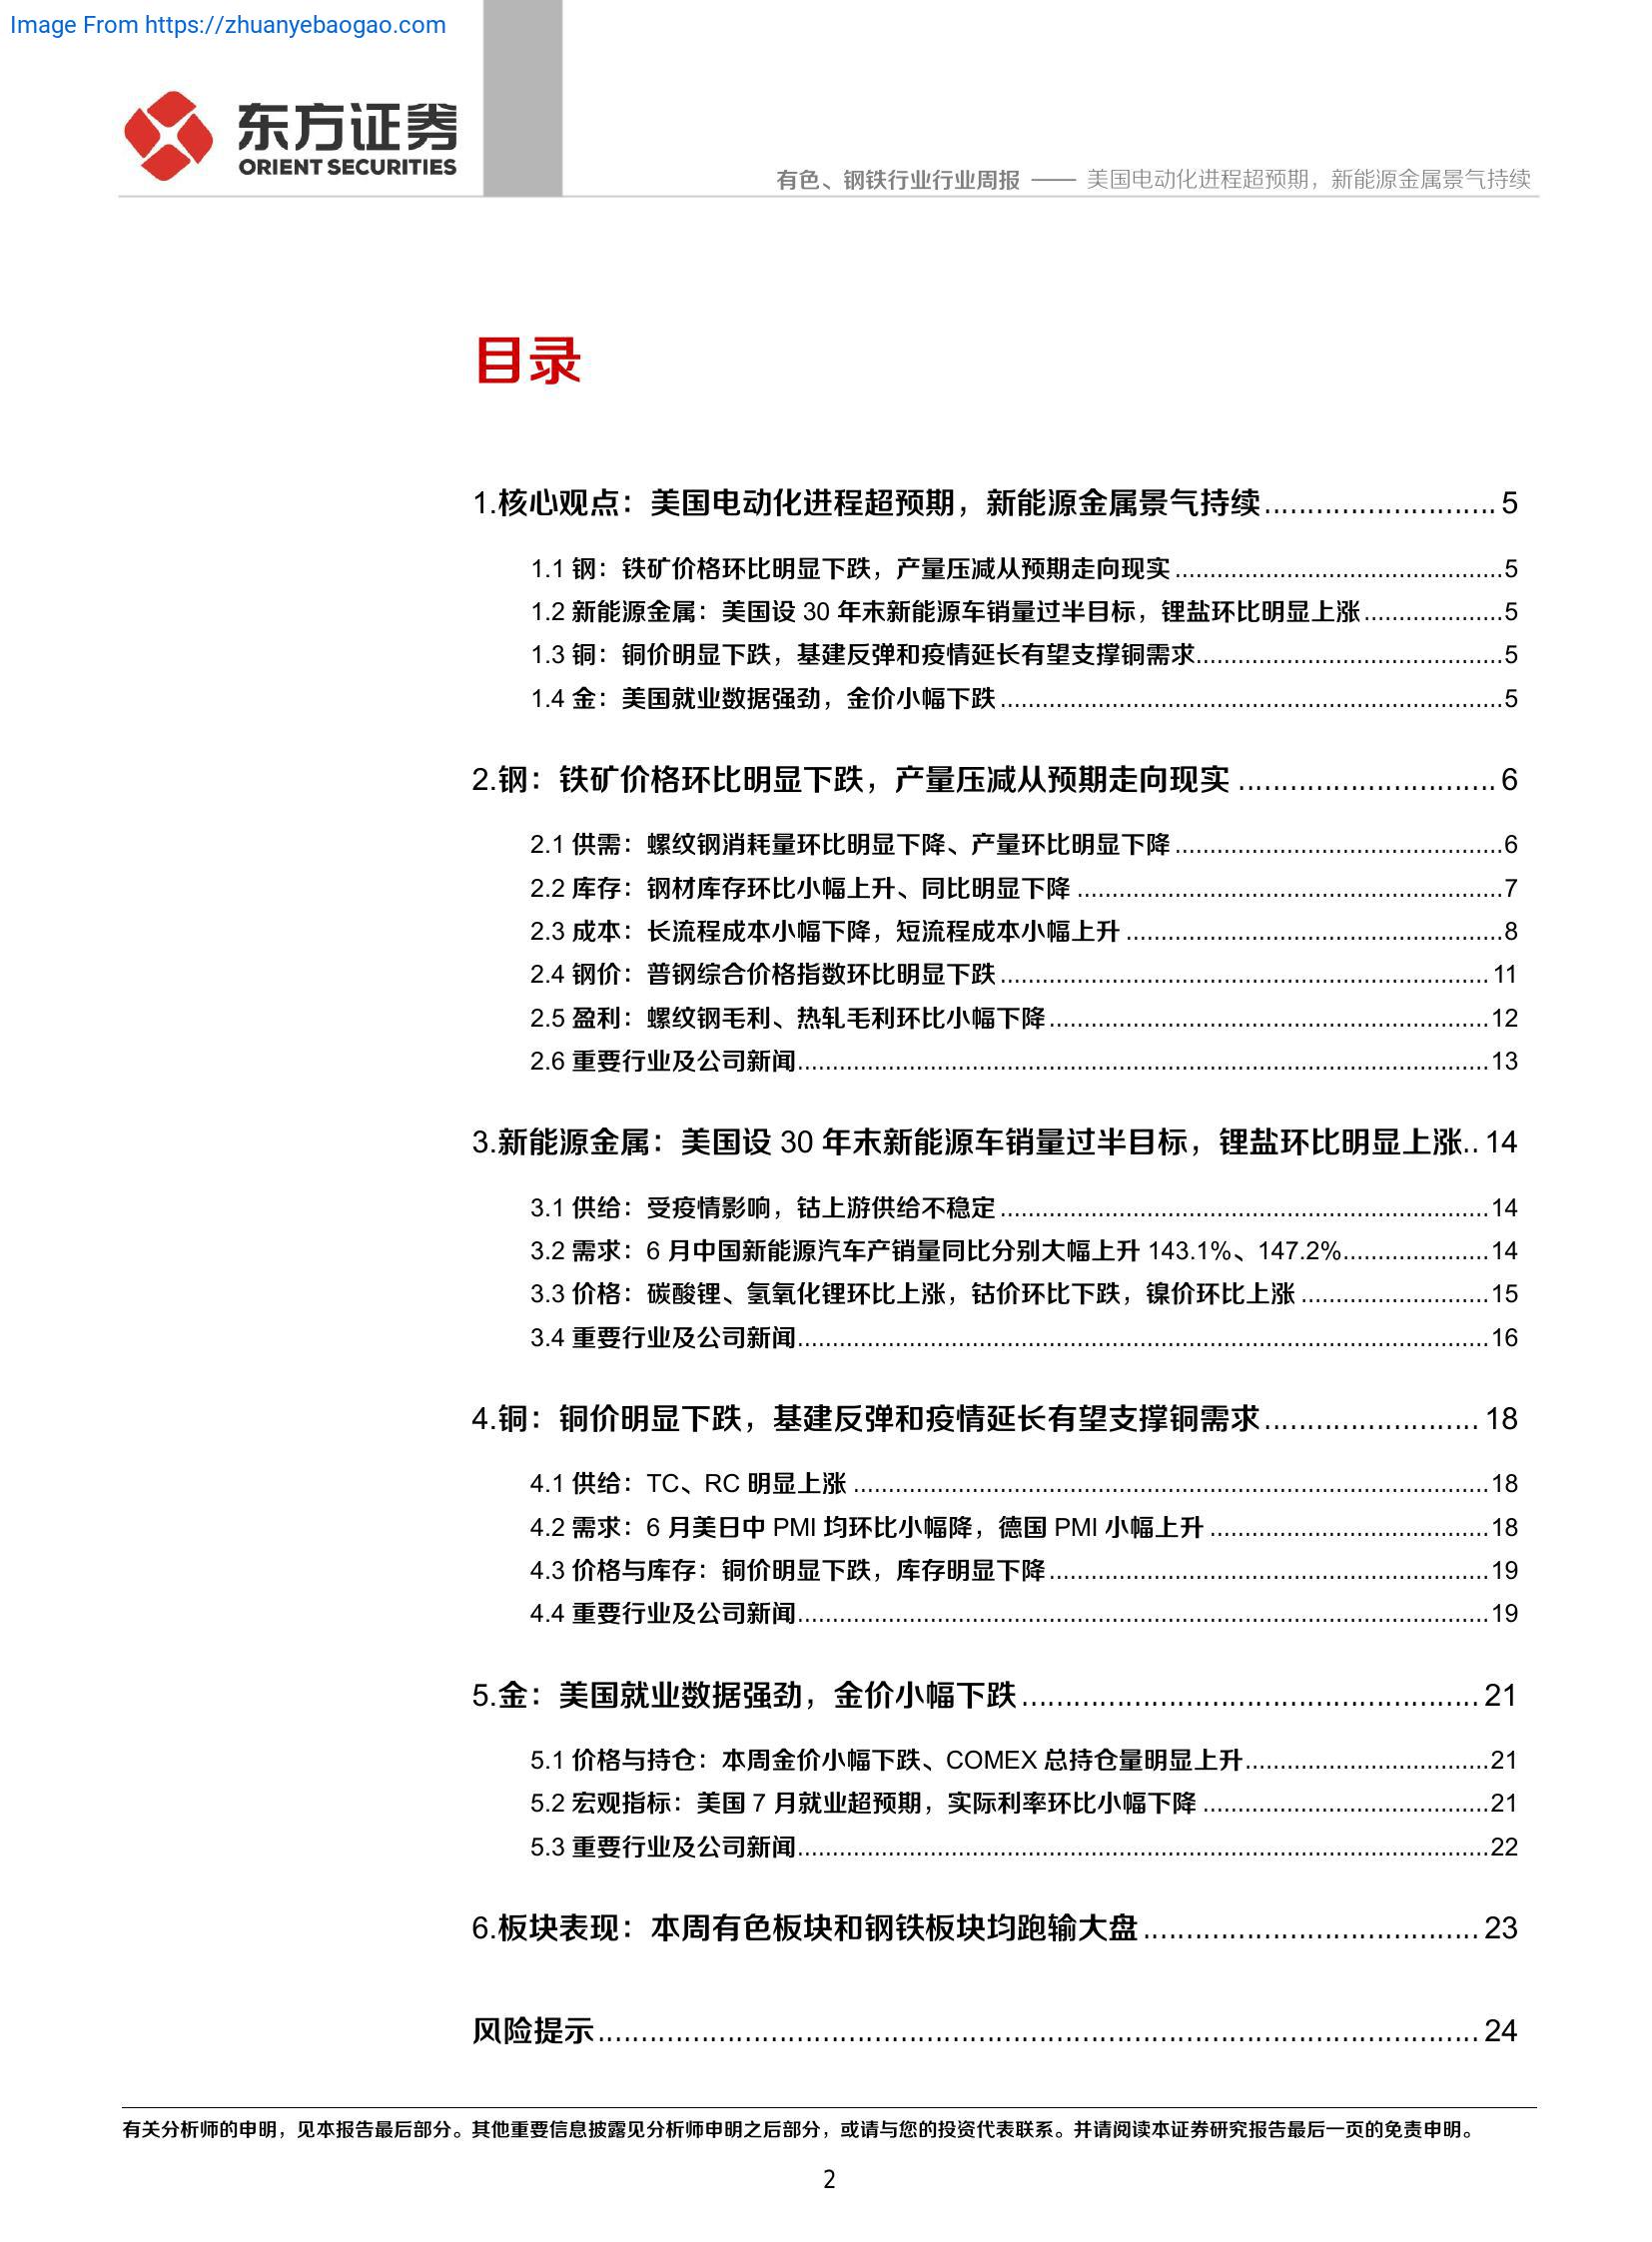 Image From https://zhuanyebaogao.com
东方证券
ORIENT SECURITIES
有色、钢铁行业行业周报 —— 美国电动化进程超预期，新能源金属景气持续
目录
1.核心观点：美国电动化进程超预期，新能源金属景气持续........................... 5
1.1 钢：铁矿价格环比明显下跌，产量压减从预期走向现实...............................................5
1.2 新能源金属：美国设 30 年末新能源车销量过半目标，锂盐环比明显上涨....................5
1.3 铜：铜价明显下跌，基建反弹和疫情延长有望支撑铜需求............................................5
1.4 金：美国就业数据强劲，金价小幅下跌........................................................................5
2.钢：铁矿价格环比明显下跌，产量压减从预期走向现实.............................. 6
2.1 供需：螺纹钢消耗量环比明显下降、产量环比明显下降...............................................6
2.2 库存：钢材库存环比小幅上升、同比明显下降.............................................................7
2.3 成本：长流程成本小幅下降，短流程成本小幅上升......................................................8
2.4 钢价：普钢综合价格指数环比明显下跌...................................................................... 11
2.5 盈利：螺纹钢毛利、热轧毛利环比小幅下降...............................................................12
2.6 重要行业及公司新闻...................................................................................................13
3.新能源金属：美国设 30 年末新能源车销量过半目标，锂盐环比明显上涨.. 14
3.1 供给：受疫情影响，钴上游供给不稳定......................................................................14
3.2 需求：6 月中国新能源汽车产销量同比分别大幅上升 143.1%、147.2%.....................14
3.3 价格：碳酸锂、氢氧化锂环比上涨，钴价环比下跌，镍价环比上涨...........................15
3.4 重要行业及公司新闻...................................................................................................16
4.铜：铜价明显下跌，基建反弹和疫情延长有望支撑铜需求......................... 18
4.1 供给：TC、RC 明显上涨...........................................................................................18
4.2 需求：6 月美日中 PMI 均环比小幅降，德国 PMI 小幅上升........................................18
4.3 价格与库存：铜价明显下跌，库存明显下降...............................................................19
4.4 重要行业及公司新闻...................................................................................................19
5.金：美国就业数据强劲，金价小幅下跌..................................................... 21
5.1 价格与持仓：本周金价小幅下跌、COMEX 总持仓量明显上升...................................21
5.2 宏观指标：美国 7 月就业超预期，实际利率环比小幅下降.........................................21
5.3 重要行业及公司新闻...................................................................................................22
6.板块表现：本周有色板块和钢铁板块均跑输大盘....................................... 23
风险提示....................................................................................................... 24
有关分析师的申明，见本报告最后部分。其他重要信息披露见分析师申明之后部分，或请与您的投资代表联系。并请阅读本证券研究报告最后一页的免责申明。
2